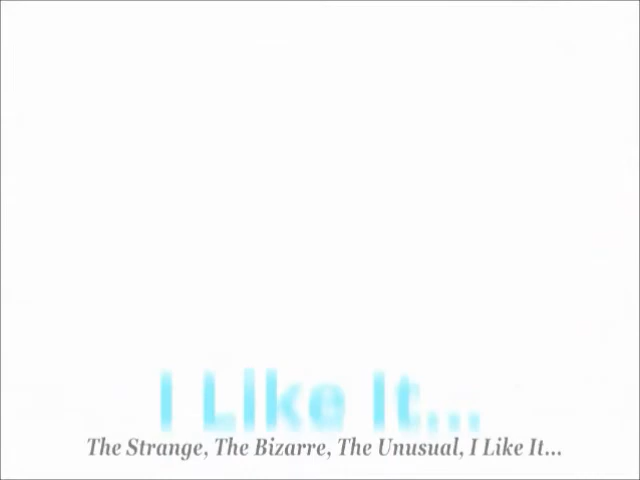 I Like It...
The Strange, The Bizarre, The Unusual, I Like It...